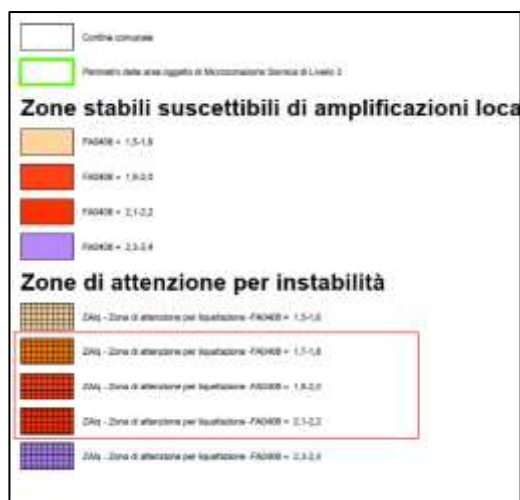 Confine comunale
Perimetro delle aree oggetto di Microzonazione Sismica di Livello 3
Zone stabili suscettibili di amplificazioni loca
FA0408 = 1,5-1,6
FA0408 = 1,9-2,0
FA0408 = 2,1-2,2
FA0408 = 2,3-2,4
Zone di attenzione per instabilità
ZAlq - Zona di attenzione per liquefazione -FA0408 = 1,5-1,6
ZAlq - Zona di attenzione per liquefazione -FA0408 = 1,7-1,8
ZAlq - Zona di attenzione per liquefazione -FA0408 = 1,9-2,0
ZAlq - Zona di attenzione per liquefazione -FA0408 = 2,1-2,2
ZAlq - Zona di attenzione per liquefazione -FA0408 = 2,3-2,4